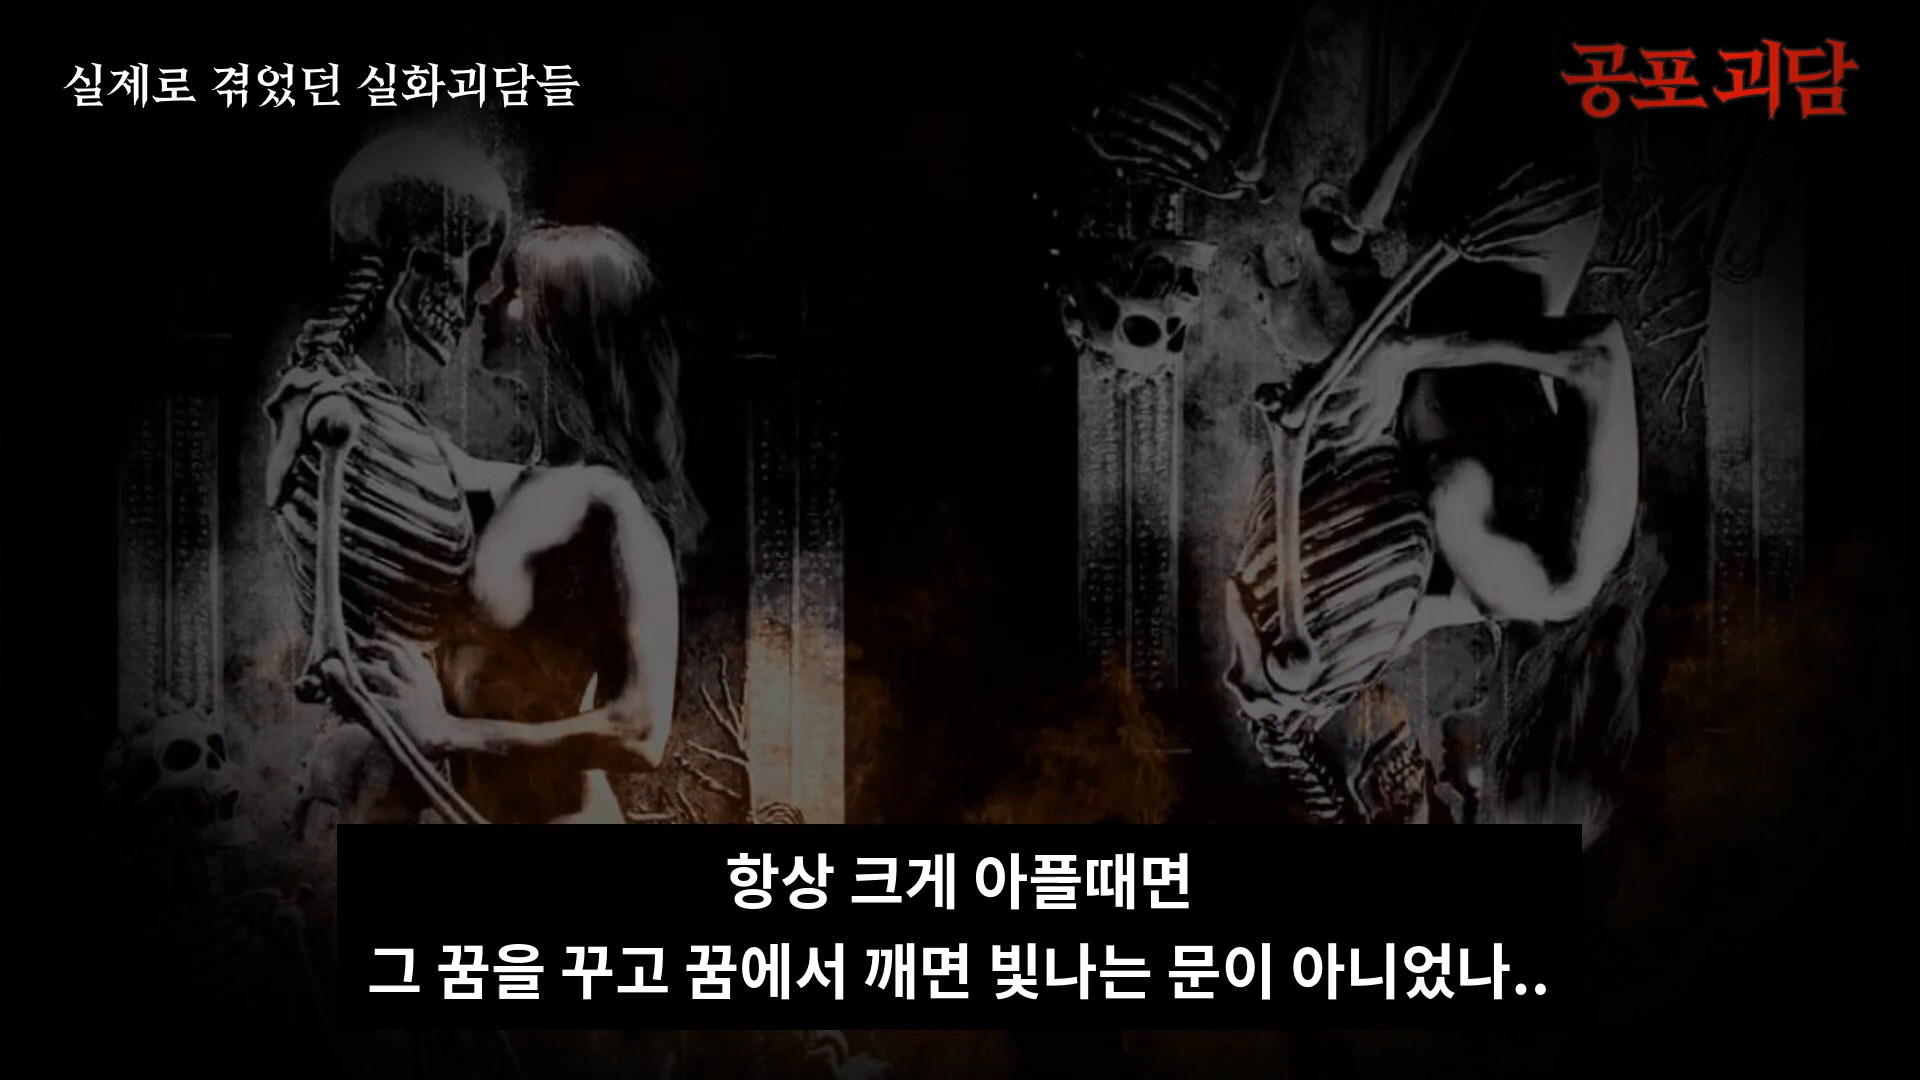 실제로 겪었던 실화괴담들
공포 괴담
항상 크게 아플때면
그 꿈을 꾸고 꿈에서 깨면 빛나는 문이 아니었나..